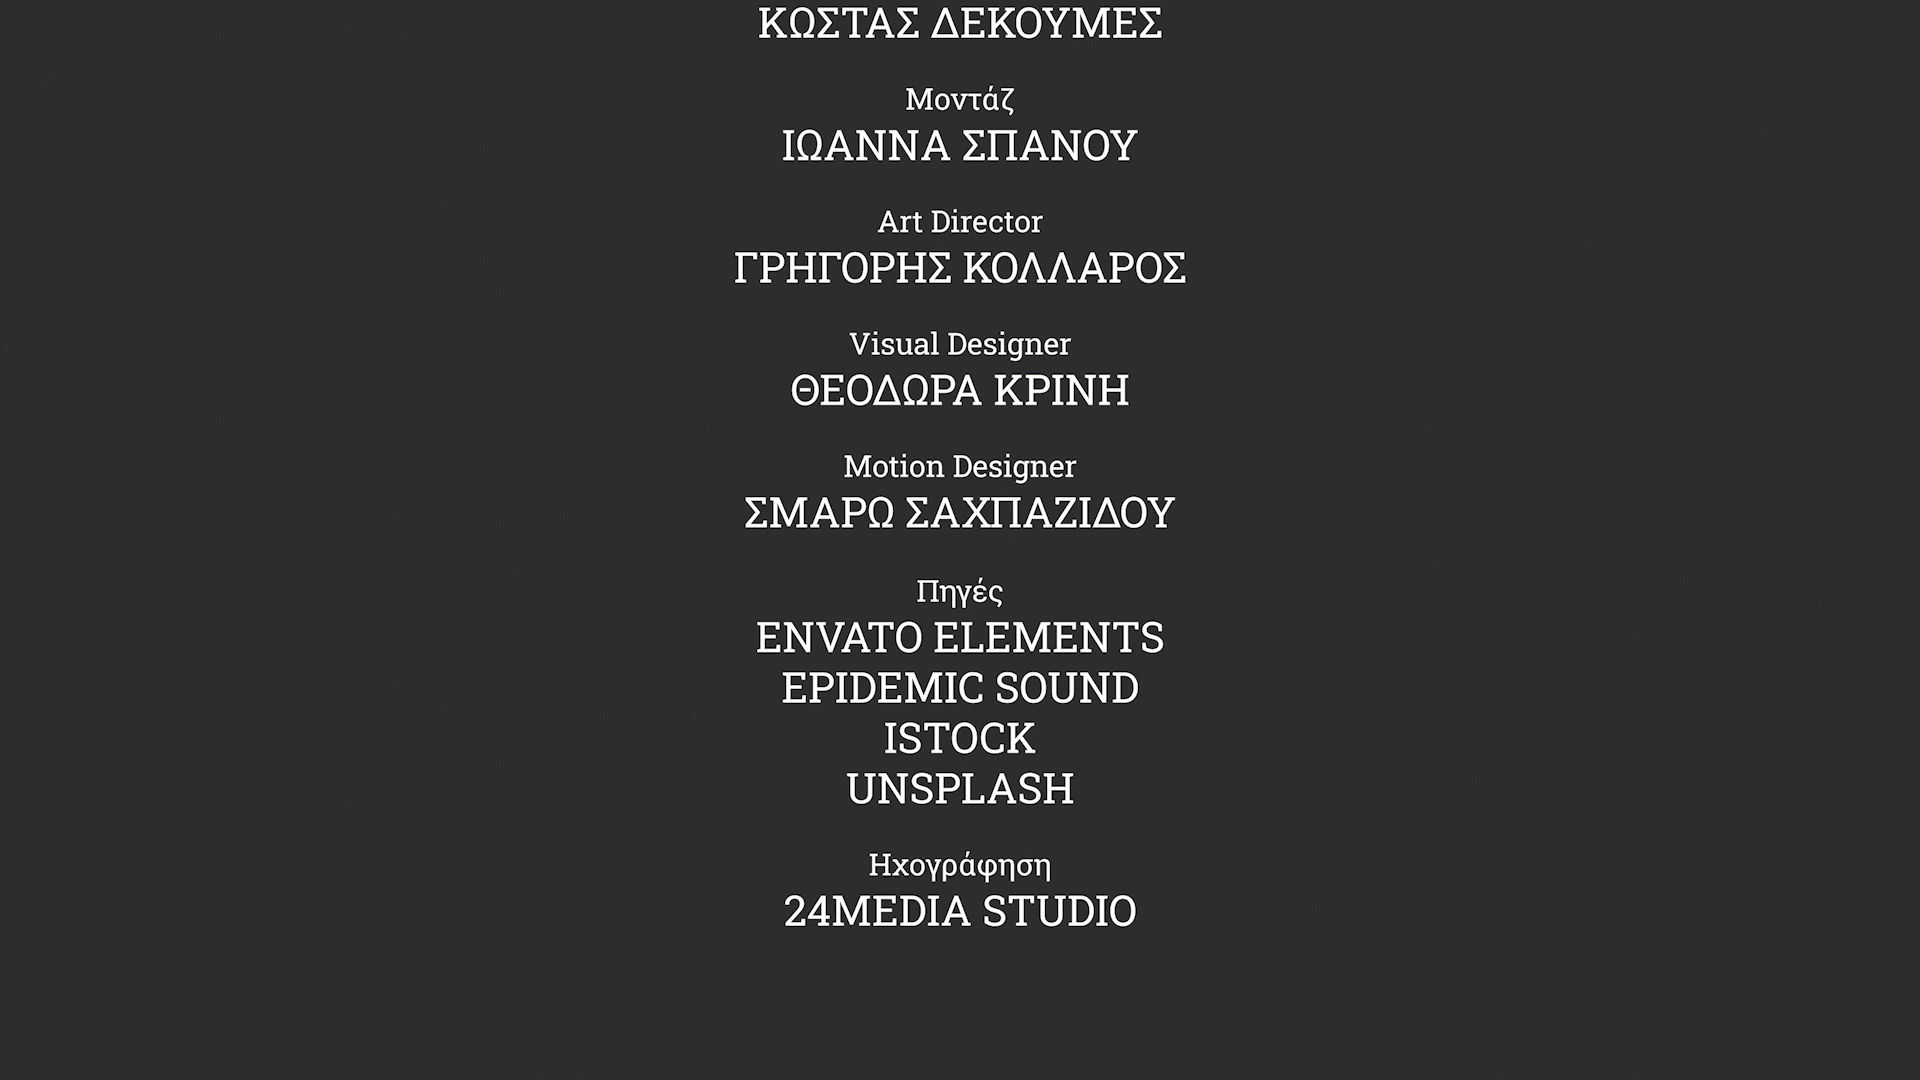 ΚΩΣΤΑΣ ΔΕΚΟΥΜΕΣ
Μοντάζ
ΙΩΑΝΝΑ ΣΠΑΝΟΥ
Art Director
ΓΡΗΓΟΡΗΣ ΚΟΛΛΑΡΟΣ
Visual Designer
ΘΕΟΔΩΡΑ ΚΡΙΝΗ
Motion Designer
ΣΜΑΡΩ ΣΑΧΠΑΖΙΔΟΥ
Πηγές
ENVATO ELEMENTS
EPIDEMIC SOUND
ISTOCK
UNSPLASH
Ηχογράφηση
24MEDIA STUDIO